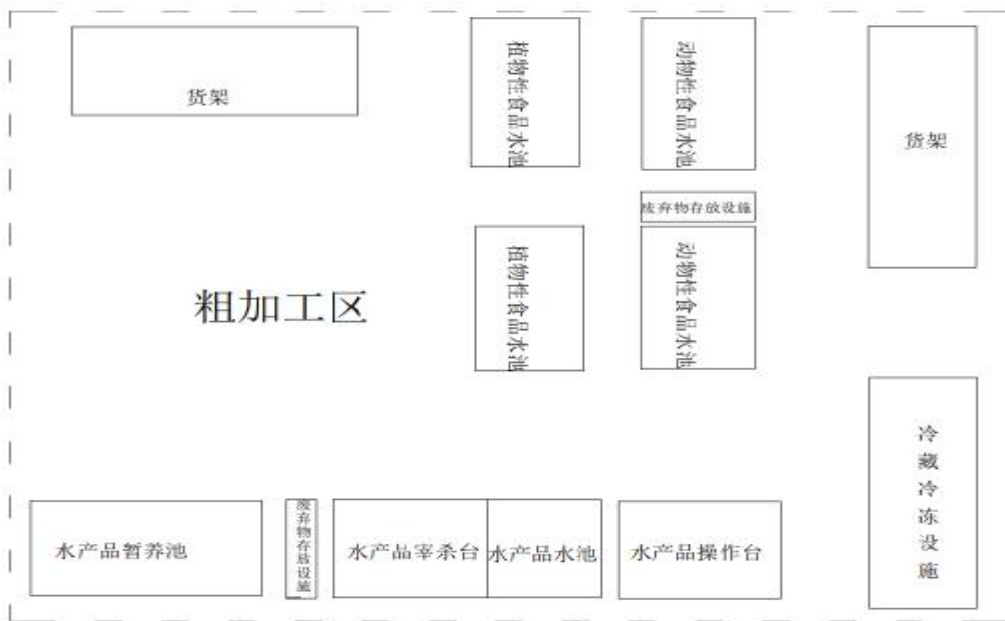 货架
植物性食品水池
动物性食品水池
货架
废弃物存放设施
植物性食品水池
动物性食品水池
粗加工区
冷藏冷冻设施
水产品暂养池
废弃物存放设施
水产品宰杀台
水产品水池
水产品操作台